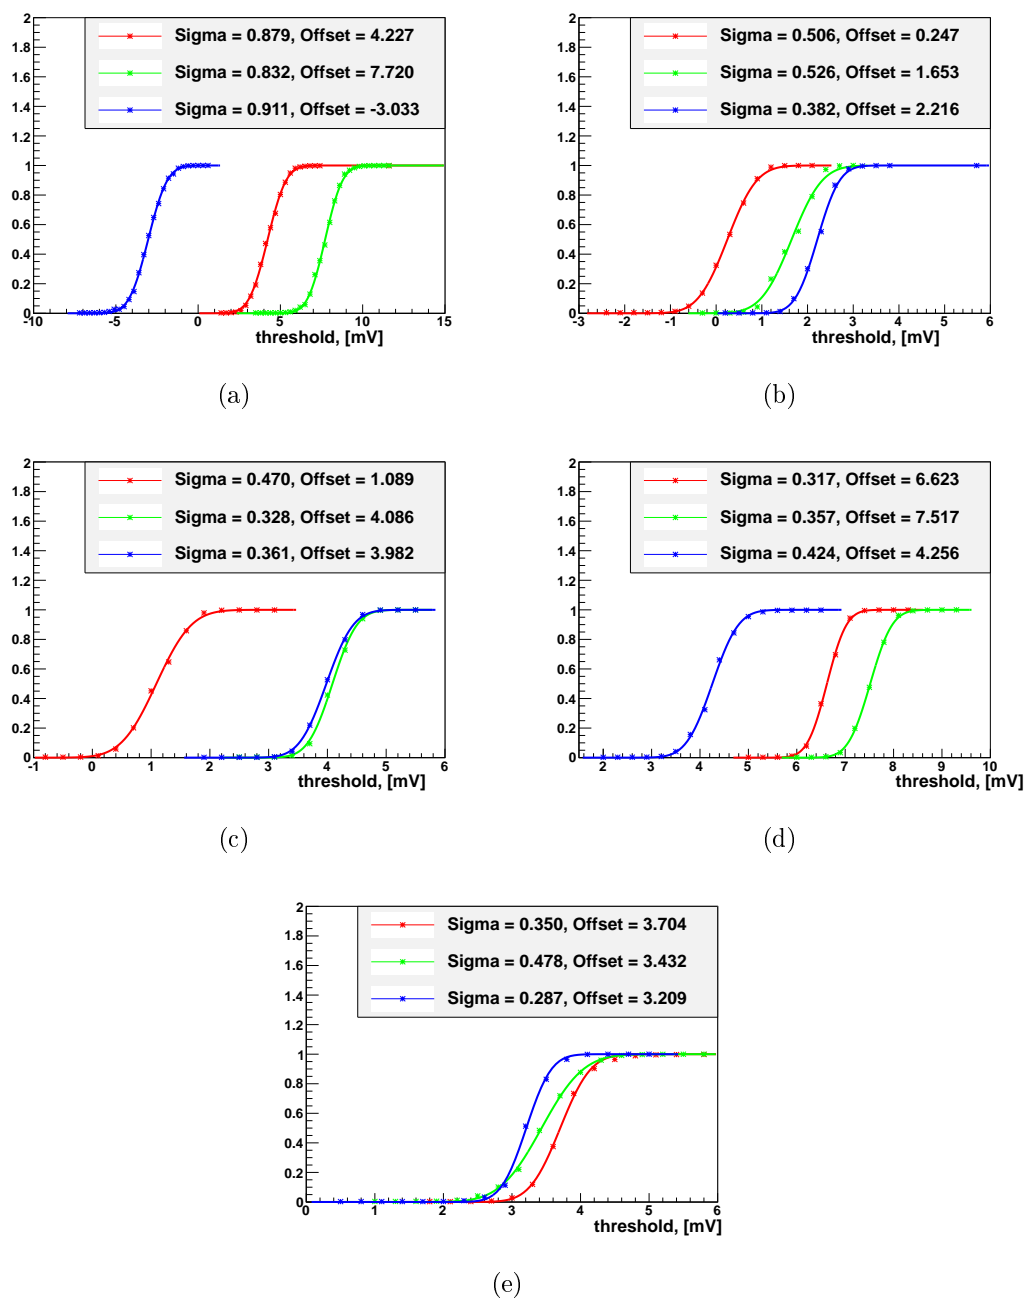 2
1.8
1.6
1.4
1.2
1
0.8
0.6
0.4
0.2
0
-10 -5 0 5 10 15
threshold, [mV]
Sigma = 0.879, Offset = 4.227
Sigma = 0.832, Offset = 7.720
Sigma = 0.911, Offset = -3.033
(a)
2
1.8
1.6
1.4
1.2
1
0.8
0.6
0.4
0.2
0
-3 -2 -1 0 1 2 3 4 5 6
threshold, [mV]
Sigma = 0.506, Offset = 0.247
Sigma = 0.526, Offset = 1.653
Sigma = 0.382, Offset = 2.216
(b)
2
1.8
1.6
1.4
1.2
1
0.8
0.6
0.4
0.2
0
-1 0 1 2 3 4 5 6
threshold, [mV]
Sigma = 0.470, Offset = 1.089
Sigma = 0.328, Offset = 4.086
Sigma = 0.361, Offset = 3.982
(c)
2
1.8
1.6
1.4
1.2
1
0.8
0.6
0.4
0.2
0
2 3 4 5 6 7 8 9 10
threshold, [mV]
Sigma = 0.317, Offset = 6.623
Sigma = 0.357, Offset = 7.517
Sigma = 0.424, Offset = 4.256
(d)
2
1.8
1.6
1.4
1.2
1
0.8
0.6
0.4
0.2
0
0 1 2 3 4 5 6
threshold, [mV]
Sigma = 0.350, Offset = 3.704
Sigma = 0.478, Offset = 3.432
Sigma = 0.287, Offset = 3.209
(e)